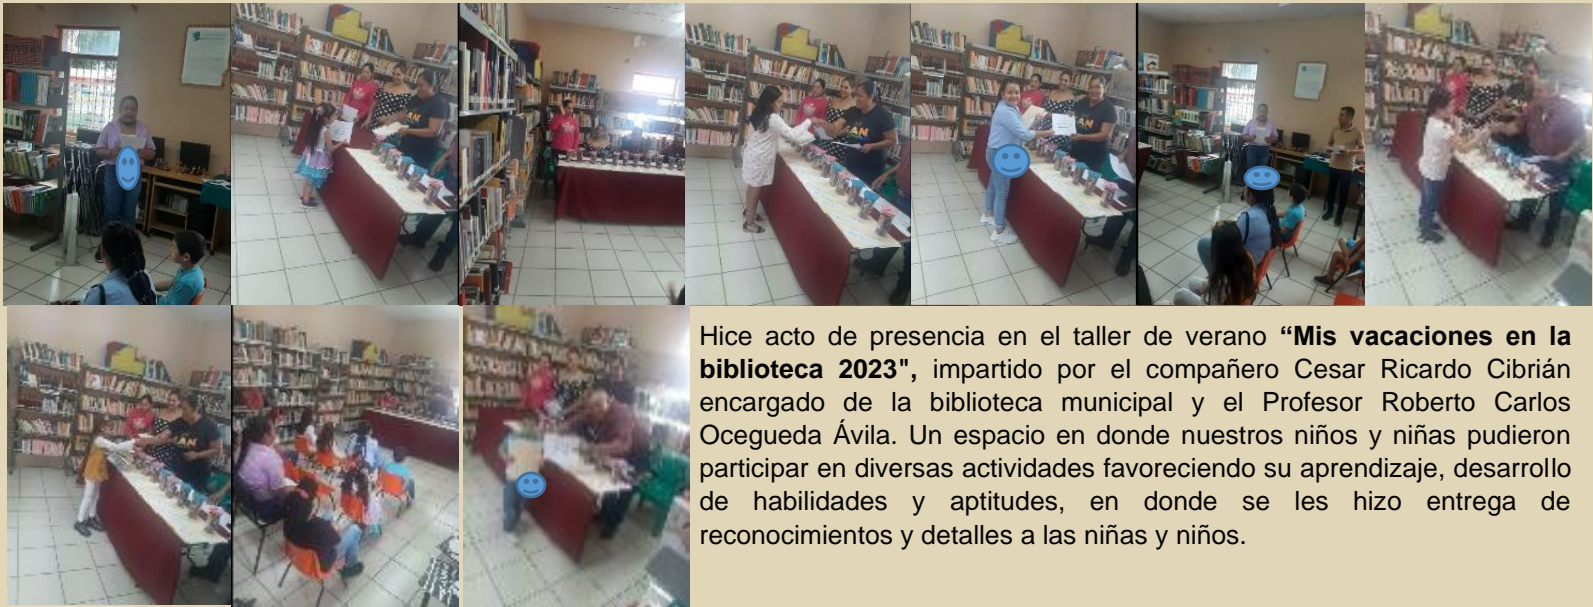 Hice acto de presencia en el taller de verano “Mis vacaciones en la
biblioteca 2023", impartido por el compañero Cesar Ricardo Cibrián
encargado de la biblioteca municipal y el Profesor Roberto Carlos
Ocegueda Ávila. Un espacio en donde nuestros niños y niñas pudieron
participar en diversas actividades favoreciendo su aprendizaje, desarrollo
de habilidades y aptitudes, en donde se les hizo entrega de
reconocimientos y detalles a las niñas y niños.